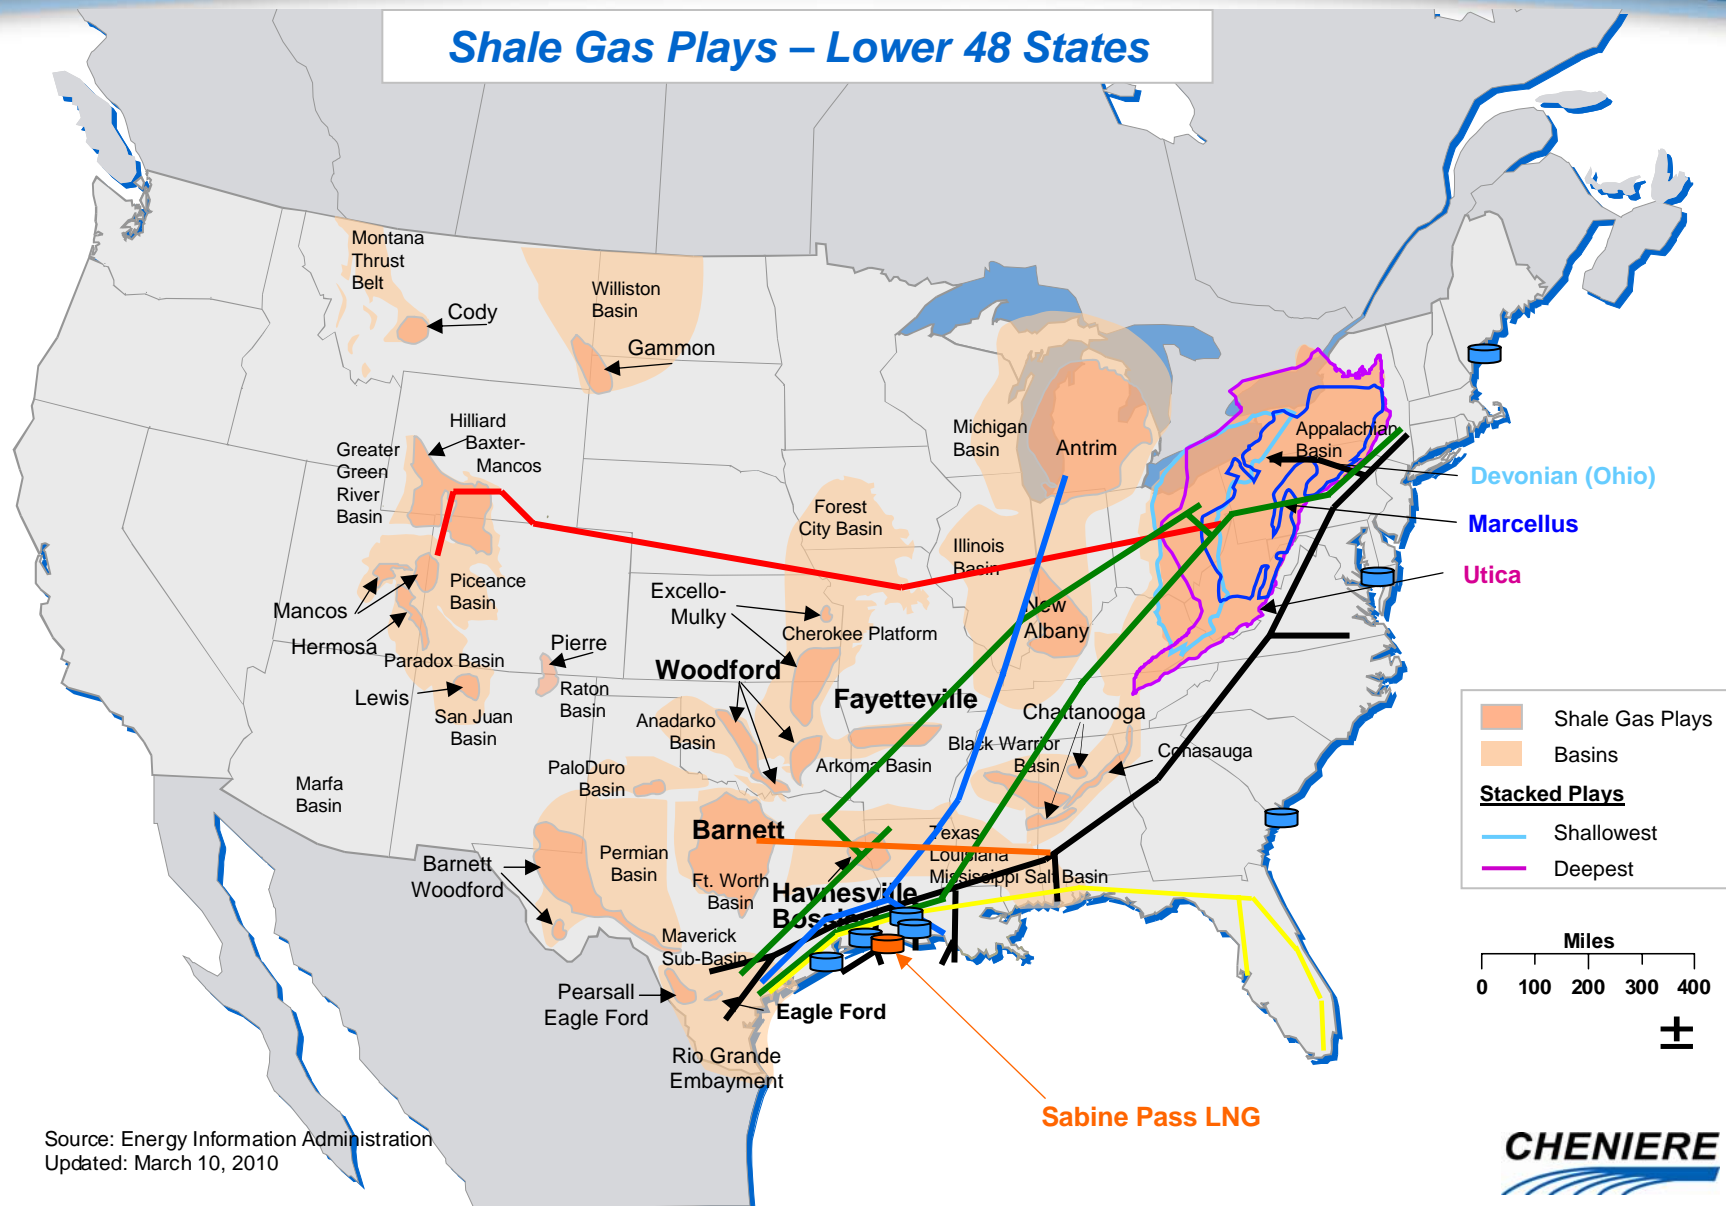 Shale Gas Plays – Lower 48 States
Montana
Thrust
Belt
Cody
Williston
Basin
Gammon
Hilliard
Baxter-
Mancos
Greater
Green
River
Basin
Michigan
Basin
Antrim
Appalachian
Basin
Devonian (Ohio)
Marcellus
Utica
Forest
City Basin
Illinois
Basin
Piceance
Basin
Mancos
Hermosa
Excello-
Mulky
New
Albany
Cherokee Platform
Pierre
Paradox Basin
Woodford
Lewis
Raton
Basin
San Juan
Basin
Fayetteville
Anadarko
Basin
Chattanooga
Black Warrior
Basin
Conasauga
Arkoma Basin
PaloDuro
Basin
Marfa
Basin
Barnett
Texas
Louisiana
Mississippi Salt Basin
Permian
Basin
Barnett
Woodford
Ft. Worth
Basin
Haynesville
Bossier
Maverick
Sub-Basin
Pearsall
Eagle Ford
Eagle Ford
Rio Grande
Embayment
Sabine Pass LNG
Shale Gas Plays
Basins
Stacked Plays
Shallowest
Deepest
Miles
0 100 200 300 400
±
Source: Energy Information Administration
Updated: March 10, 2010
CHENIERE